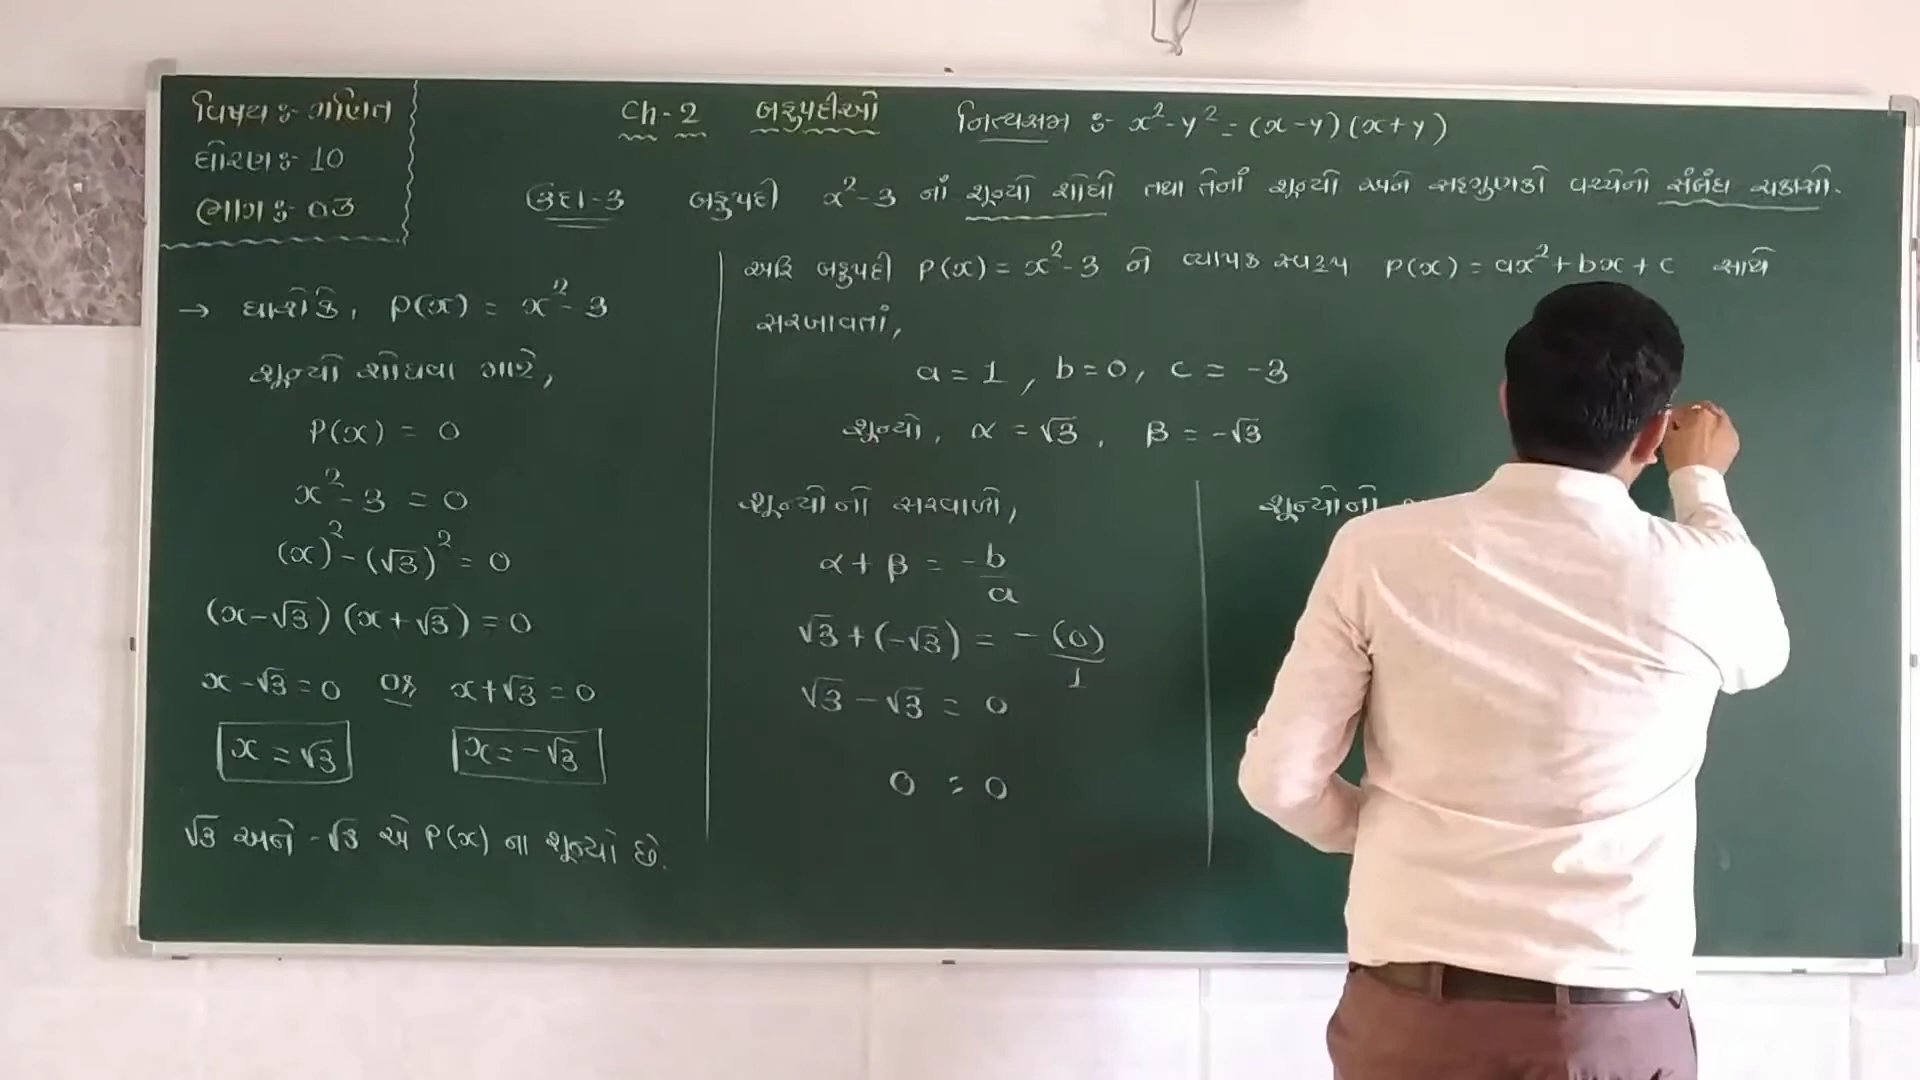 વિષય :- ગણિત
ધોરણ :- 10
ભાગ :- 03
Ch-2 બહુપદીઓ
નિત્યસમ :- x²-y² = (x-y)(x+y)
ઉદા-3 બહુપદી x²-3 નાં શૂન્યો શોધો તથા તેનાં શૂન્યો અને સહગુણકો વચ્ચેનો સંબંધ ચકાસો.
→ ધારોકે, P(x) = x²-3
શૂન્યો શોધવા માટે,
P(x) = 0
x²-3 = 0
(x)²-(√3)² = 0
(x-√3)(x+√3) = 0
x-√3 = 0 OR x+√3 = 0
x = √3 x = -√3
√3 અને -√3 એ P(x) ના શૂન્યો છે.
અહિ બહુપદી P(x) = x²-3 ને વ્યાપક સ્વરૂપ P(x) = ax²+bx+c સાથે
સરખાવતાં,
a = 1, b = 0, c = -3
શુન્યો, α = √3, β = -√3
શૂન્યોનો સરવાળો,
α + β = -b/a
√3 + (-√3) = -(0)/1
√3 - √3 = 0
0 = 0
શૂન્યોનો